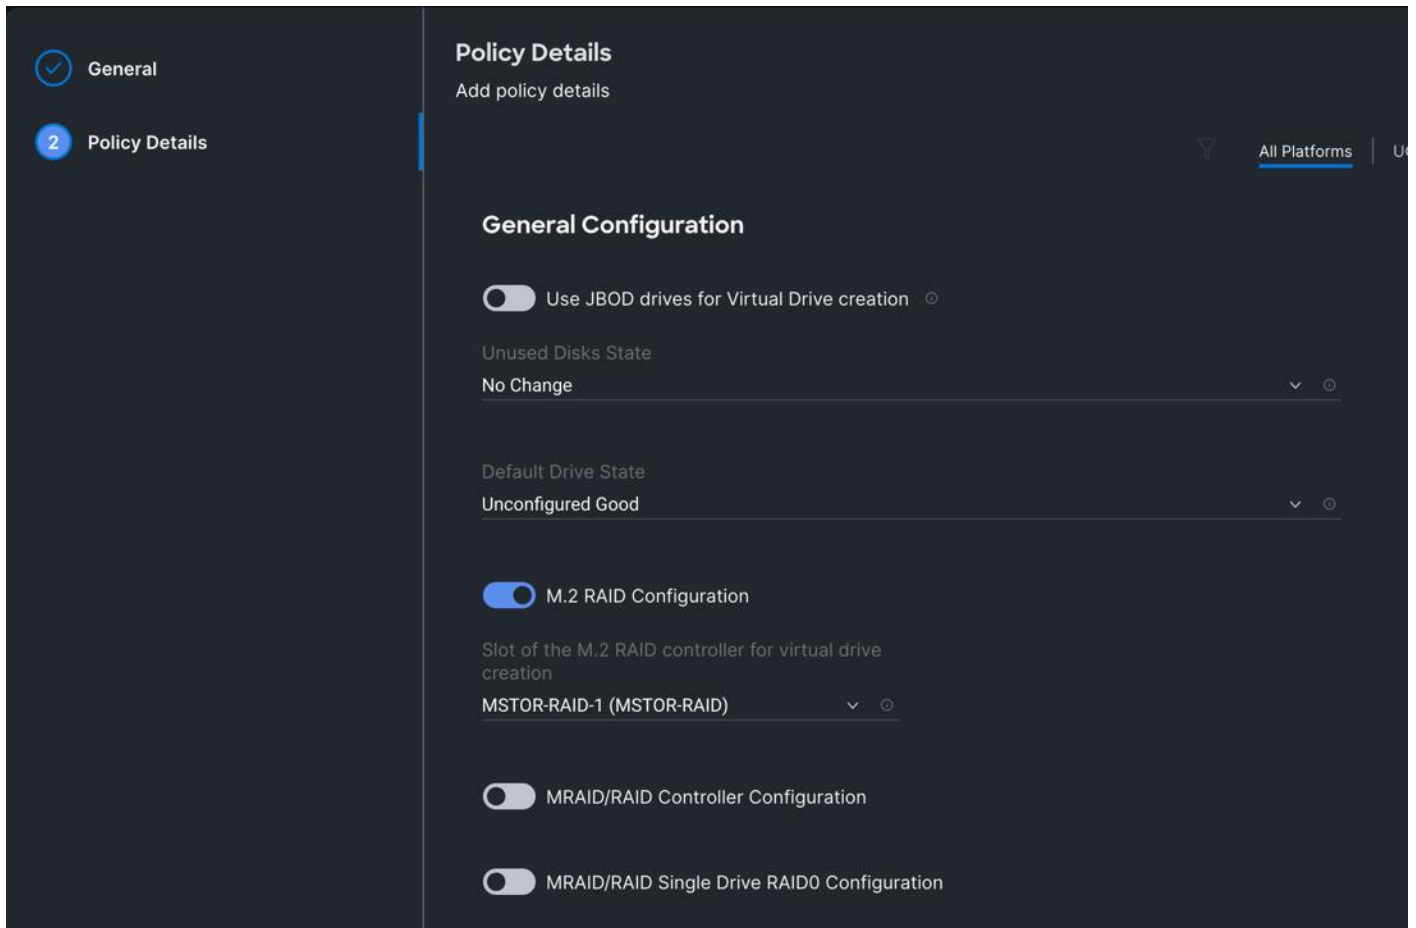 General
2
Policy Details
Policy Details
Add policy details
All Platforms
General Configuration
Use JBOD drives for Virtual Drive creation
Unused Disks State
No Change
Default Drive State
Unconfigured Good
M.2 RAID Configuration
Slot of the M.2 RAID controller for virtual drive
creation
MSTOR-RAID-1 (MSTOR-RAID)
MRAID/RAID Controller Configuration
MRAID/RAID Single Drive RAID0 Configuration